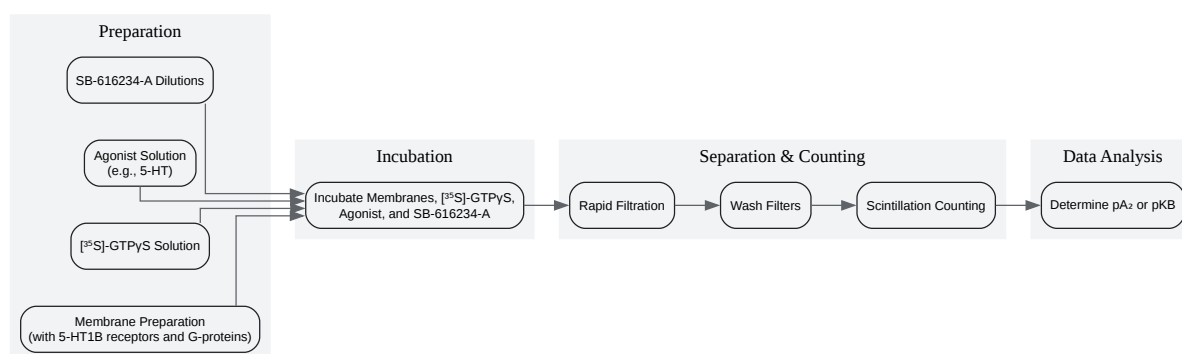 Preparation
SB-616234-A Dilutions
Agonist Solution
(e.g., 5-HT)
[³⁵S]-GTPγS Solution
Membrane Preparation
(with 5-HT1B receptors and G-proteins)
Incubation
Incubate Membranes, [³⁵S]-GTPγS,
Agonist, and SB-616234-A
Separation & Counting
Rapid Filtration
Wash Filters
Scintillation Counting
Data Analysis
Determine pA₂ or pKB